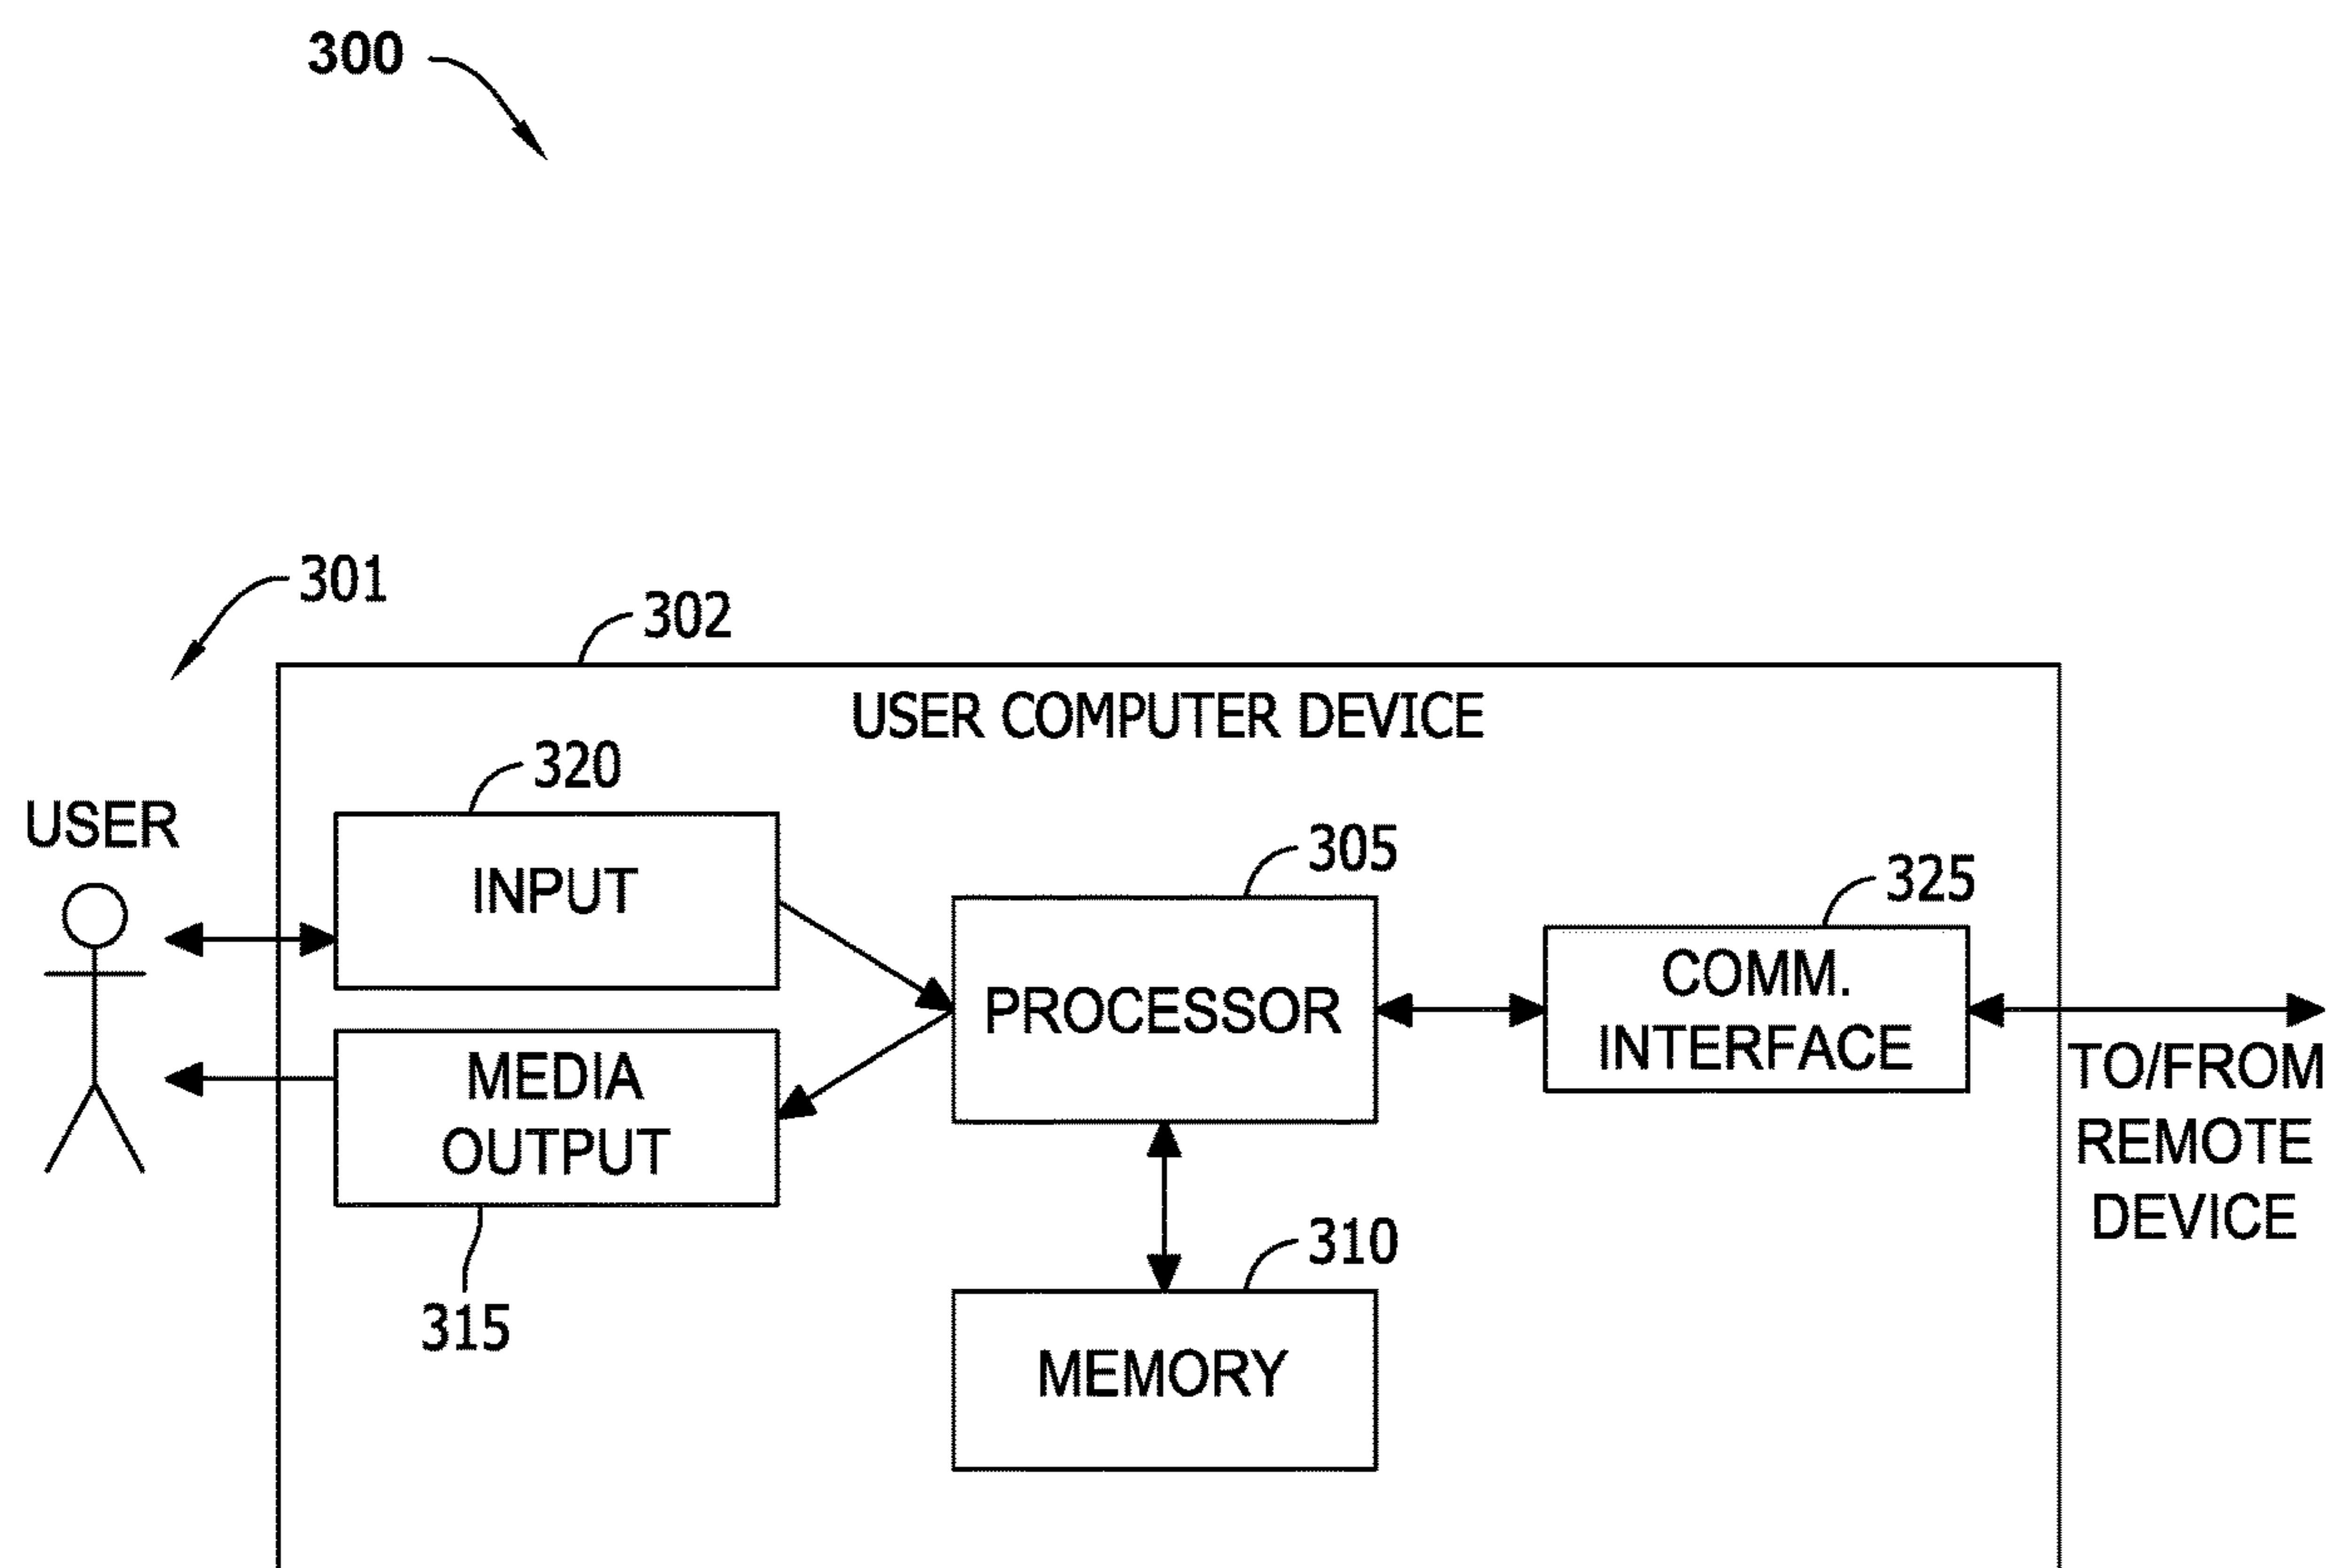 300
301
302
USER COMPUTER DEVICE
320
USER
INPUT
305
325
PROCESSOR
COMM.
INTERFACE
MEDIA
OUTPUT
TO/FROM
REMOTE
DEVICE
315
310
MEMORY